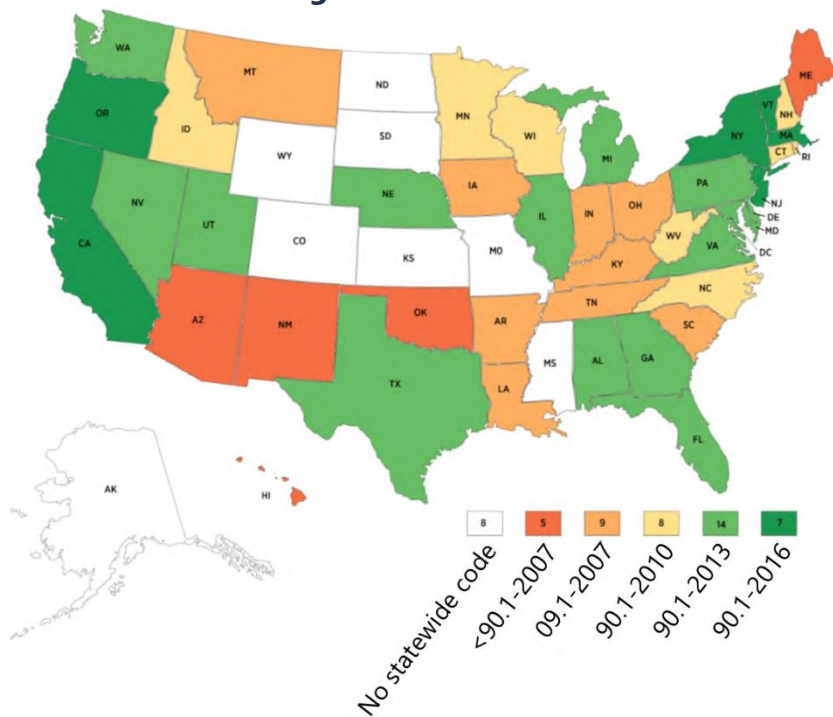 WA
MT
ND
MN
ME
OR
ID
SD
WI
MI
VT
NH
NY
MA
CT
RI
WY
NV
UT
NE
IA
IL
IN
OH
PA
NJ
DE
MD
DC
CA
CO
KS
MO
KY
WV
VA
AZ
NM
OK
AR
TN
NC
SC
TX
LA
MS
AL
GA
FL
AK
HI
8 5 9 8 14 7
No statewide code
<90.1-2007
09.1-2007
90.1-2010
90.1-2013
90.1-2016